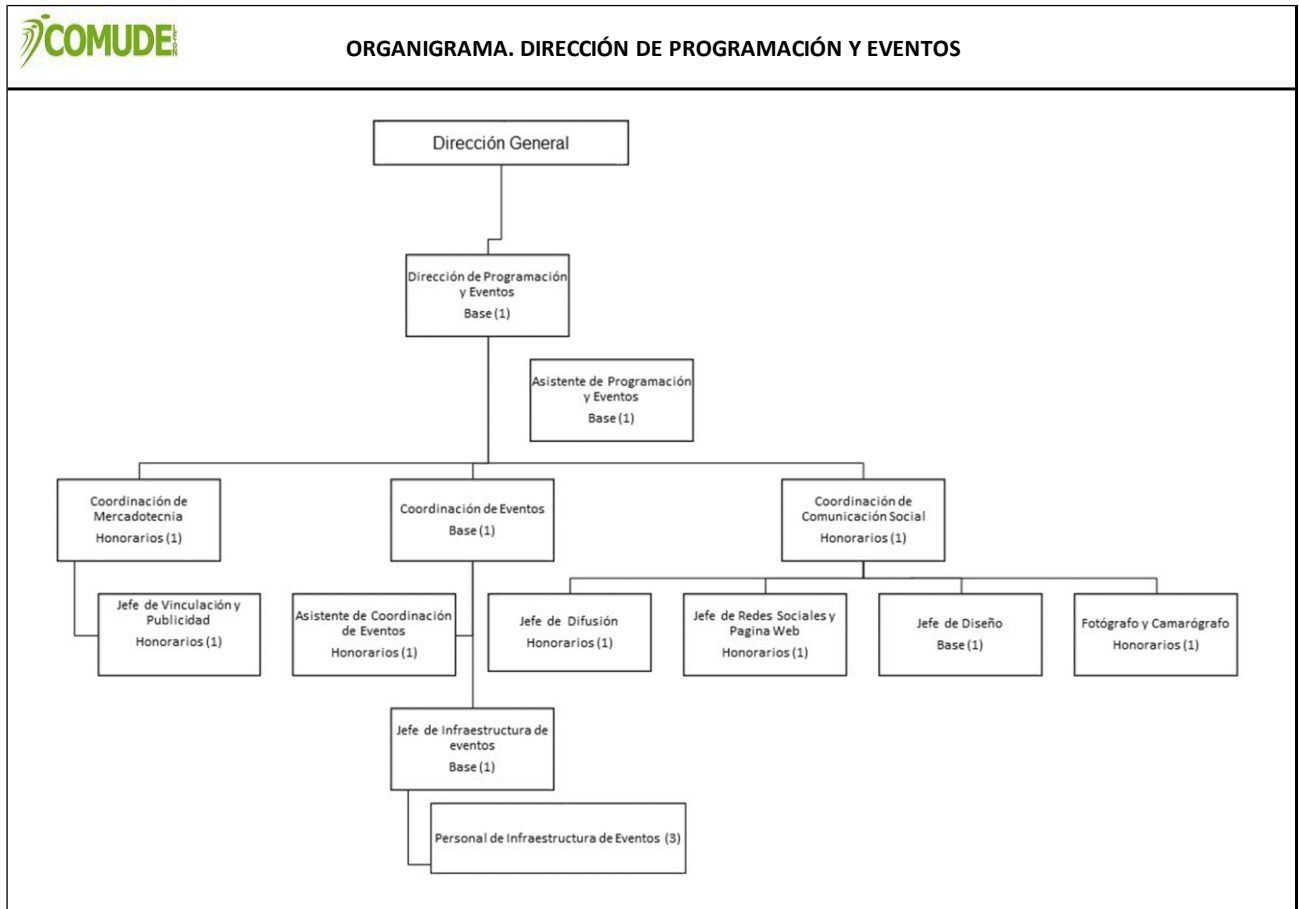 COMUDE
LEÓN
ORGANIGRAMA. DIRECCIÓN DE PROGRAMACIÓN Y EVENTOS
Dirección General
Dirección de Programación
y Eventos
Base (1)
Asistente de Programación
y Eventos
Base (1)
Coordinación de
Mercadotecnia
Honorarios (1)
Coordinación de Eventos
Base (1)
Coordinación de
Comunicación Social
Honorarios (1)
Jefe de Vinculación y
Publicidad
Honorarios (1)
Asistente de Coordinación
de Eventos
Honorarios (1)
Jefe de Difusión
Honorarios (1)
Jefe de Redes Sociales y
Pagina Web
Honorarios (1)
Jefe de Diseño
Base (1)
Fotógrafo y Camarógrafo
Honorarios (1)
Jefe de Infraestructura de
eventos
Base (1)
Personal de Infraestructura de Eventos (3)